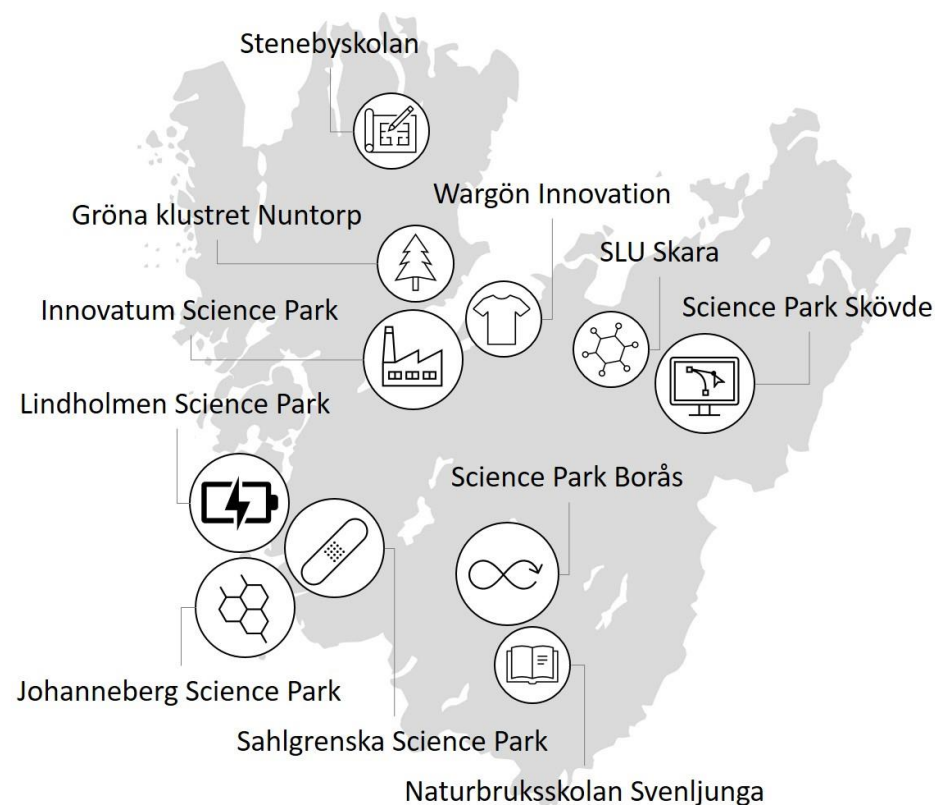 Stenebyskolan
Wargön Innovation
Gröna klustret Nuntorp
SLU Skara
Innovatum Science Park
Science Park Skövde
Lindholmen Science Park
Science Park Borås
Johanneberg Science Park
Sahlgrenska Science Park
Naturbruksskolan Svenljunga